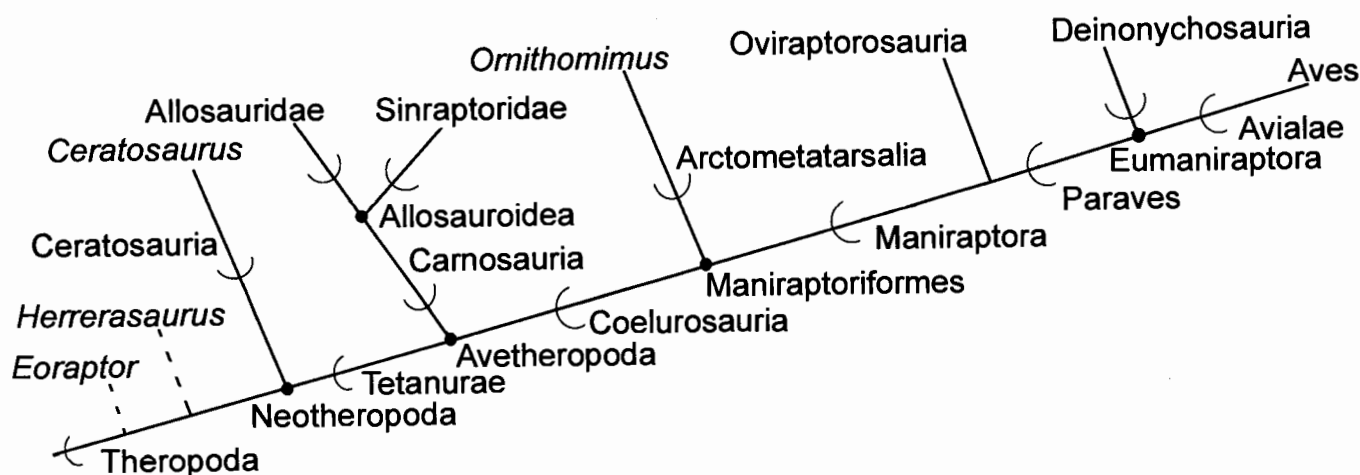 Deinonychosauria
Oviraptorosauria
Ornithomimus
Aves
Allosauridae
Sinraptoridae
Ceratosaurus
Avialae
Arctometatarsalia
Eumaniraptora
Paraves
Allosauroidea
Ceratosauria
Maniraptora
Carnosauria
Maniraptoriformes
Herrerasaurus
Coelurosauria
Eoraptor
Avetheropoda
Tetanurae
Neotheropoda
Theropoda